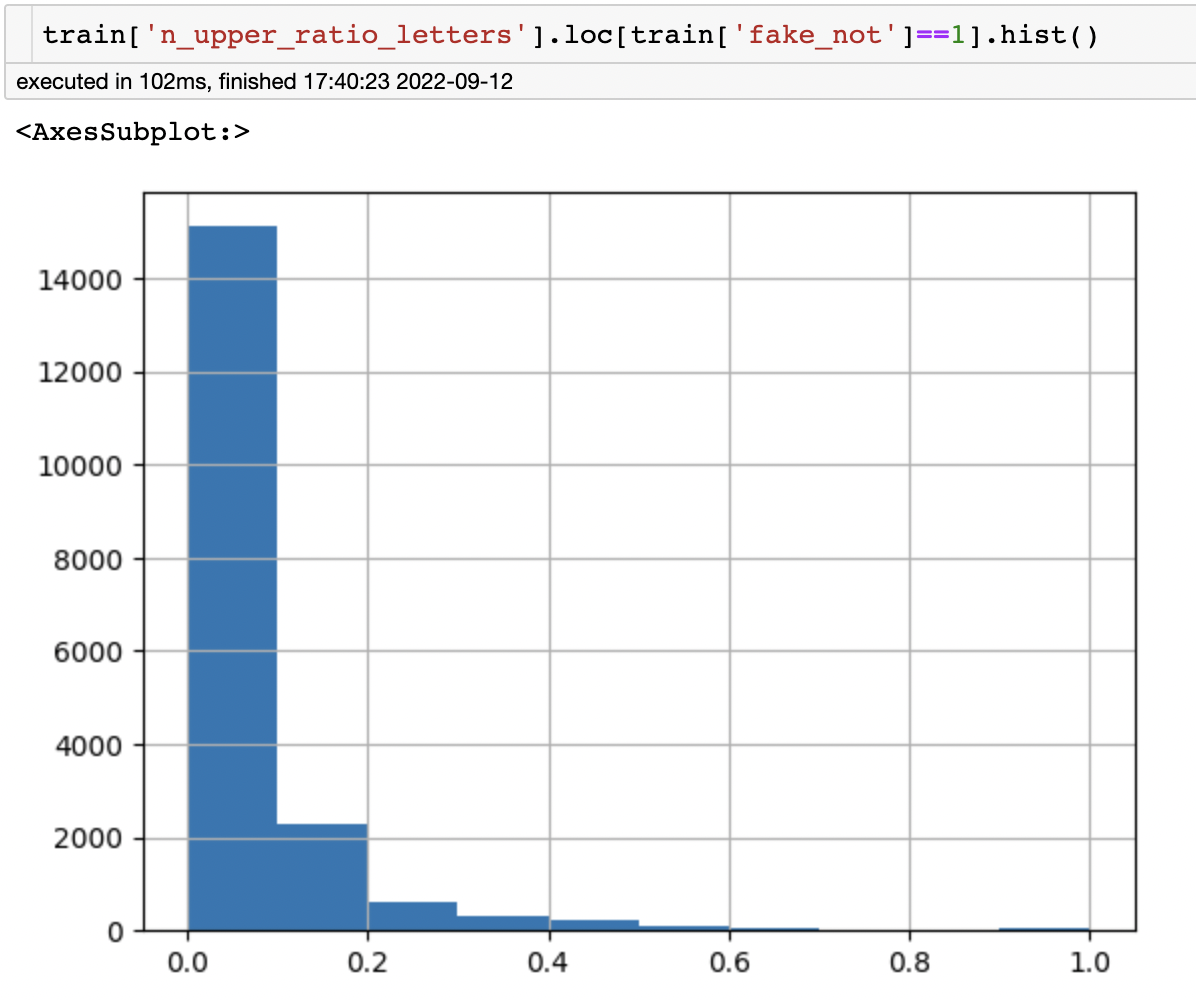 train['n_upper_ratio_letters'].loc[train['fake_not']==1].hist()
executed in 102ms, finished 17:40:23 2022-09-12
<AxesSubplot:>
14000
12000
10000
8000
6000
4000
2000
0
0.0 0.2 0.4 0.6 0.8 1.0